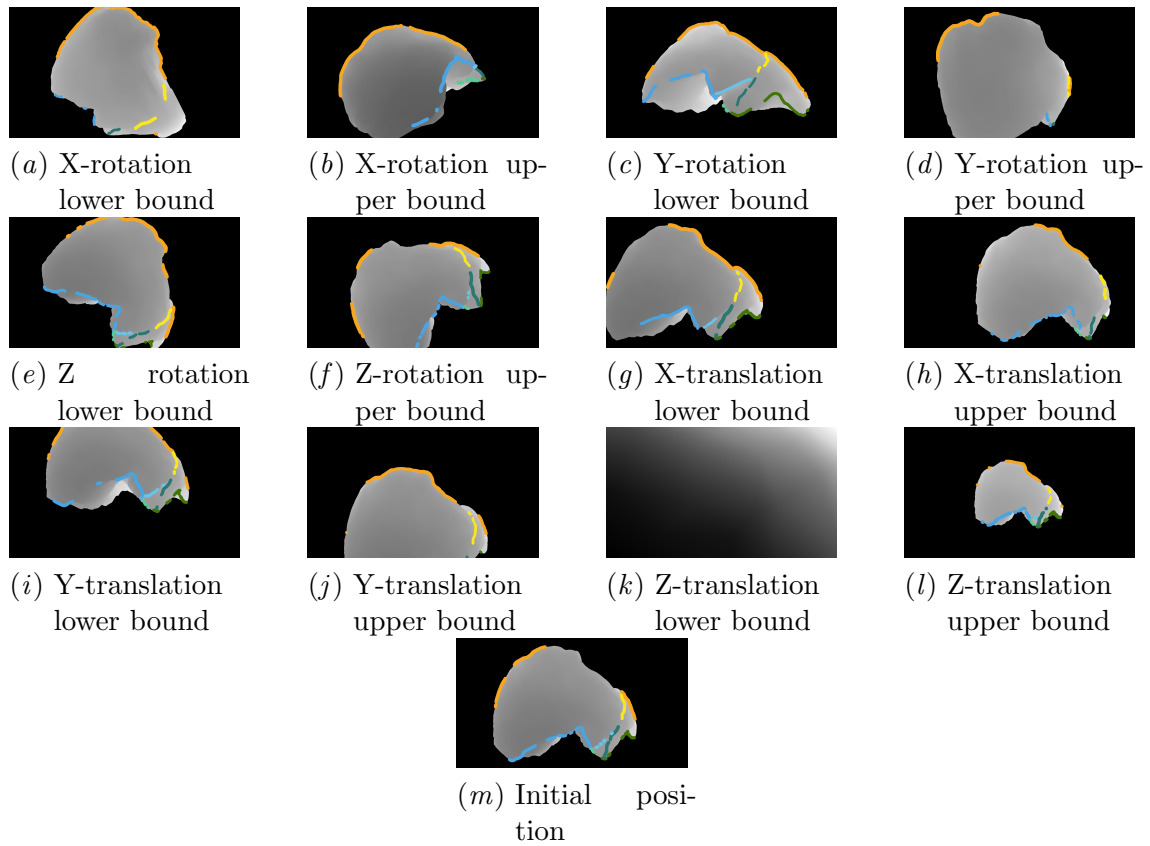 (a) X-rotation
lower bound
(b) X-rotation up-
per bound
(c) Y-rotation
lower bound
(d) Y-rotation up-
per bound
(e) Z rotation
lower bound
(f) Z-rotation up-
per bound
(g) X-translation
lower bound
(h) X-translation
upper bound
(i) Y-translation
lower bound
(j) Y-translation
upper bound
(k) Z-translation
lower bound
(l) Z-translation
upper bound
(m) Initial posi-
tion